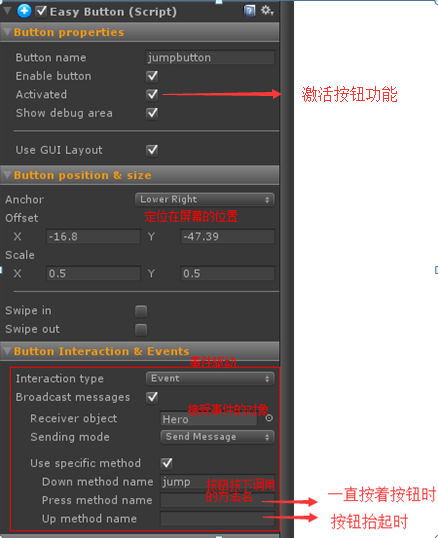 Easy Button (Script)
Button properties
Button name jumpbutton
Enable button
Activated
激活按钮功能
Show debug area
Use GUI Layout
Button position & size
Anchor Lower Right
Offset 定位在屏幕的位置
X -16.8 Y -47.39
Scale
X 0.5 Y 0.5
Swipe in
Swipe out
Button Interaction & Events
Interaction type Event
Broadcast messages
Receiver object Hero
Sending mode Send Message
Use specific method
Down method name jump
Press method name
一直按着按钮时
Up method name
按钮抬起时